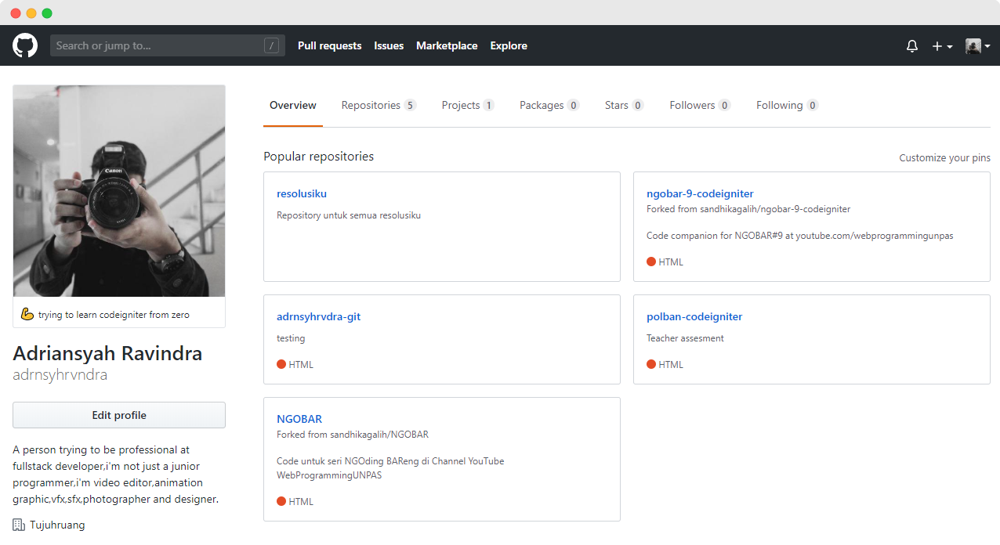 Search or jump to...
/
Pull requests
Issues
Marketplace
Explore
Canon
trying to learn codeigniter from zero
Adriansyah Ravindra
adrnsyhrvndra
Edit profile
A person trying to be professional at
fullstack developer,i'm not just a junior
programmer,i'm video editor,animation
graphic,vfx,sfx,photographer and designer.
Tujuhruang
Overview
Repositories 5
Projects 1
Packages 0
Stars 0
Followers 0
Following 0
Popular repositories
Customize your pins
resolusiku
Repository untuk semua resolusiku
ngobar-9-codeigniter
Forked from sandhikagalih/ngobar-9-codeigniter
Code companion for NGOBAR#9 at youtube.com/webprogrammingunpas
HTML
adrnsyhrvdra-git
testing
HTML
polban-codeigniter
Teacher assesment
HTML
NGOBAR
Forked from sandhikagalih/NGOBAR
Code untuk seri NGOding BAReng di Channel YouTube
WebProgrammingUNPAS
HTML